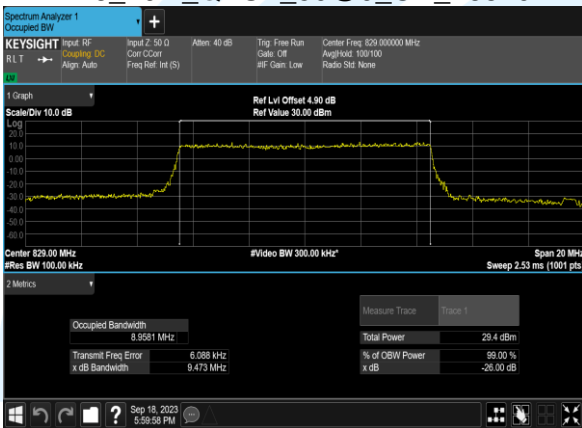 Spectrum Analyzer 1
Occupied BW
+
KEYSIGHT Input: RF Input Z: 50 Ω Atten: 40 dB Trig: Free Run Center Freq: 829.000000 MHz
RLT Coupling: DC Corr CCorr Gate: Off Avg|Hold: 100/100
Align: Auto Freq Ref: Int (S) #IF Gain: Low Radio Std: None
LW
1 Graph
Ref Lvl Offset 4.90 dB
Scale/Div 10.0 dB Ref Value 30.00 dBm
Log
20.0
10.0
0.00
-10.0
-20.0
-30.0
-40.0
-50.0
-60.0
Center 829.00 MHz #Video BW 300.00 kHz* Span 20 MHz
#Res BW 100.00 kHz Sweep 2.53 ms (1001 pts
2 Metrics
Measure Trace Trace 1
Occupied Bandwidth
8.9581 MHz Total Power 29.4 dBm
Transmit Freq Error 6.088 kHz % of OBW Power 99.00 %
x dB Bandwidth 9.473 MHz x dB -26.00 dB
? Sep 18, 2023
5:59:58 PM